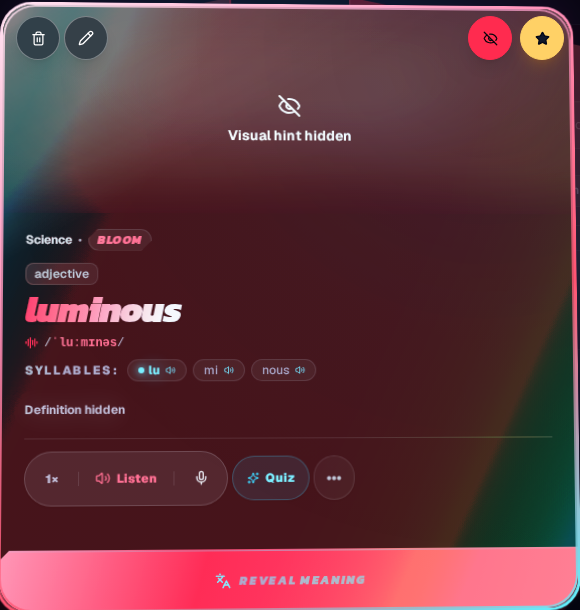 Visual hint hidden
Science • BLOOM
adjective
luminous
/ˈluːmɪnəs/
SYLLABLES: lu mi nous
Definition hidden
1× Listen Quiz •••
REVEAL MEANING